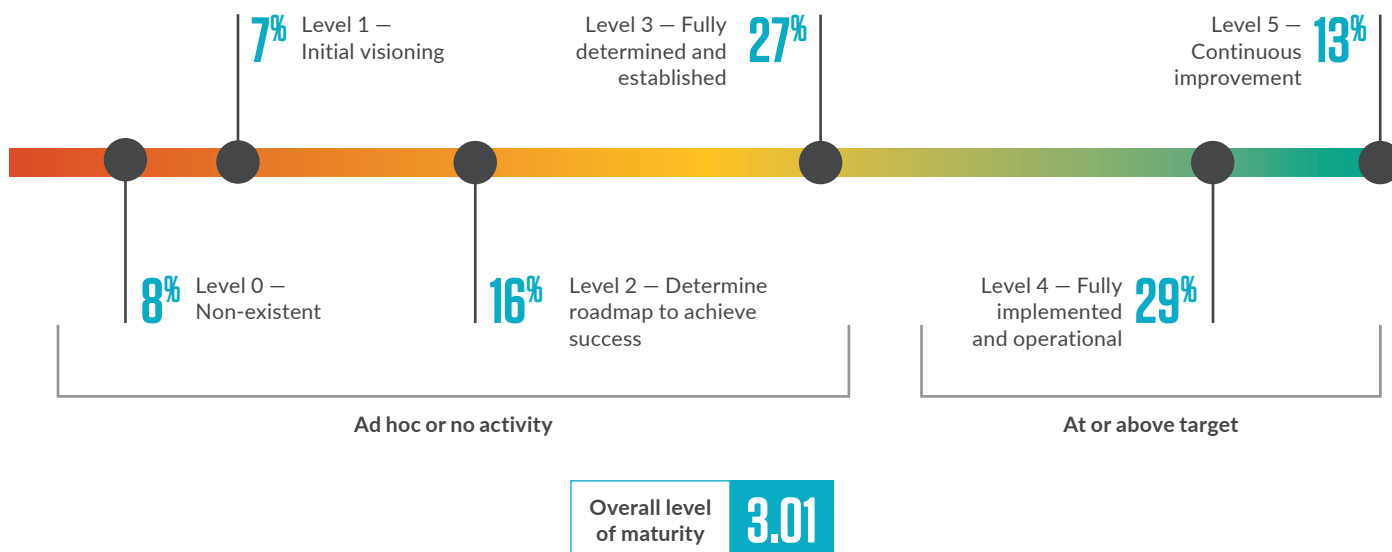 7%
Level 1 —
Initial visioning
Level 3 — Fully
determined and
established
27%
Level 5 —
Continuous
improvement
13%
8%
Level 0 —
Non-existent
16%
Level 2 — Determine
roadmap to achieve
success
Level 4 — Fully
implemented
and operational
29%
Ad hoc or no activity
At or above target
Overall level
of maturity
3.01